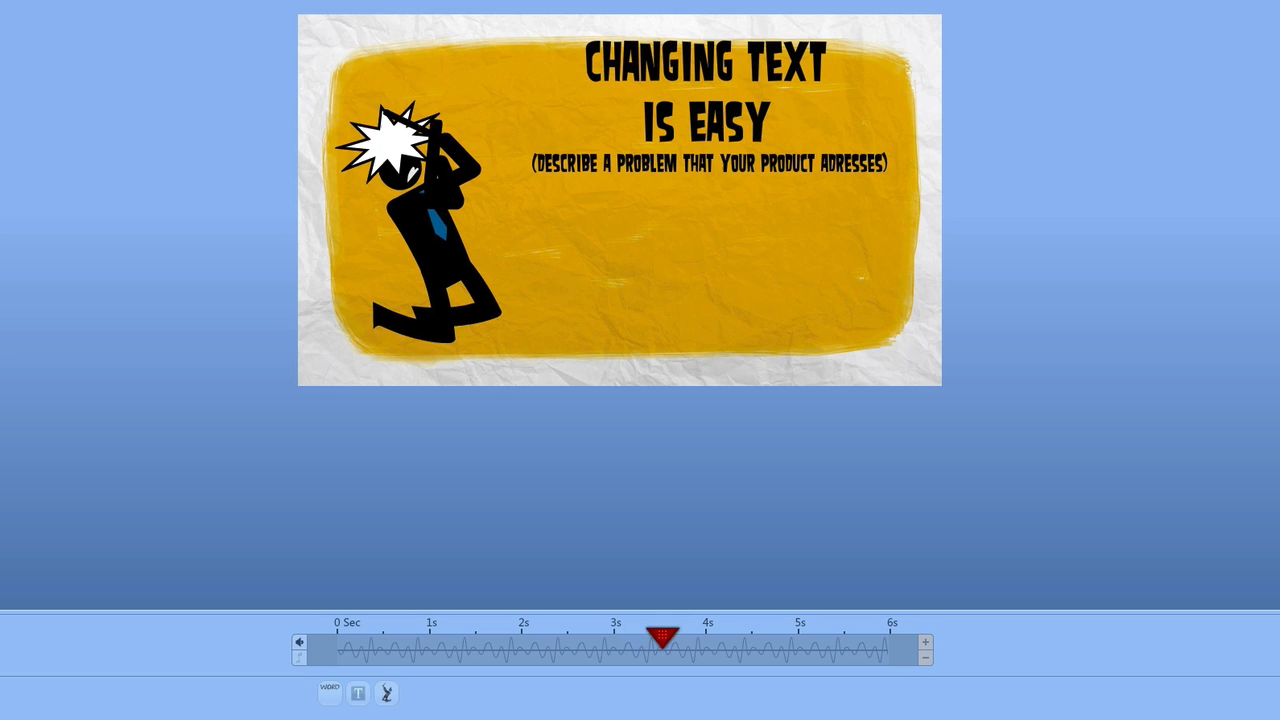 CHANGING TEXT
IS EASY
(DESCRIBE A PROBLEM THAT YOUR PRODUCT ADRESSES)
0 Sec 1s 2s 3s 4s 5s 6s
WORD T